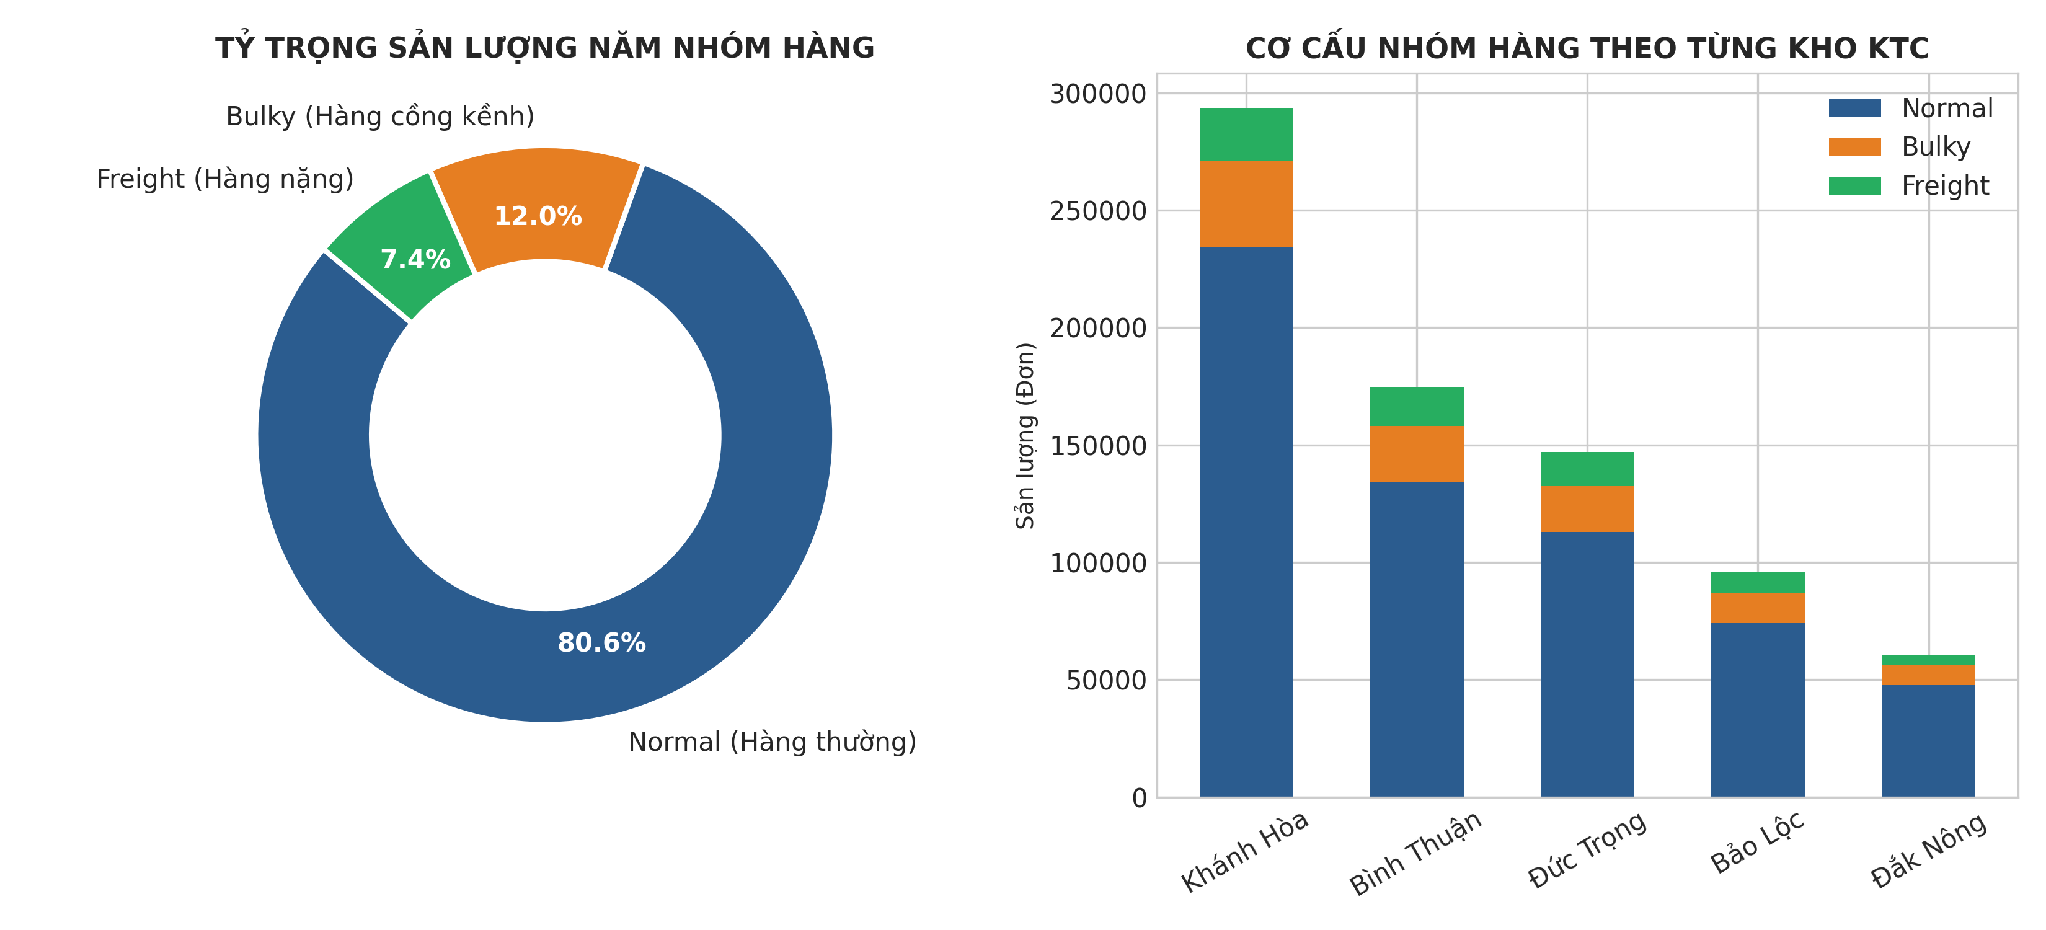 TỶ TRỌNG SẢN LƯỢNG NĂM NHÓM HÀNG
Bulky (Hàng cồng kềnh)
Freight (Hàng nặng)
12.0%
7.4%
80.6%
Normal (Hàng thường)
CƠ CẤU NHÓM HÀNG THEO TỪNG KHO KTC
Normal
Bulky
Freight
Sản lượng (Đơn)
300000
250000
200000
150000
100000
50000
0
Khánh Hòa
Bình Thuận
Đức Trọng
Bảo Lộc
Đắk Nông